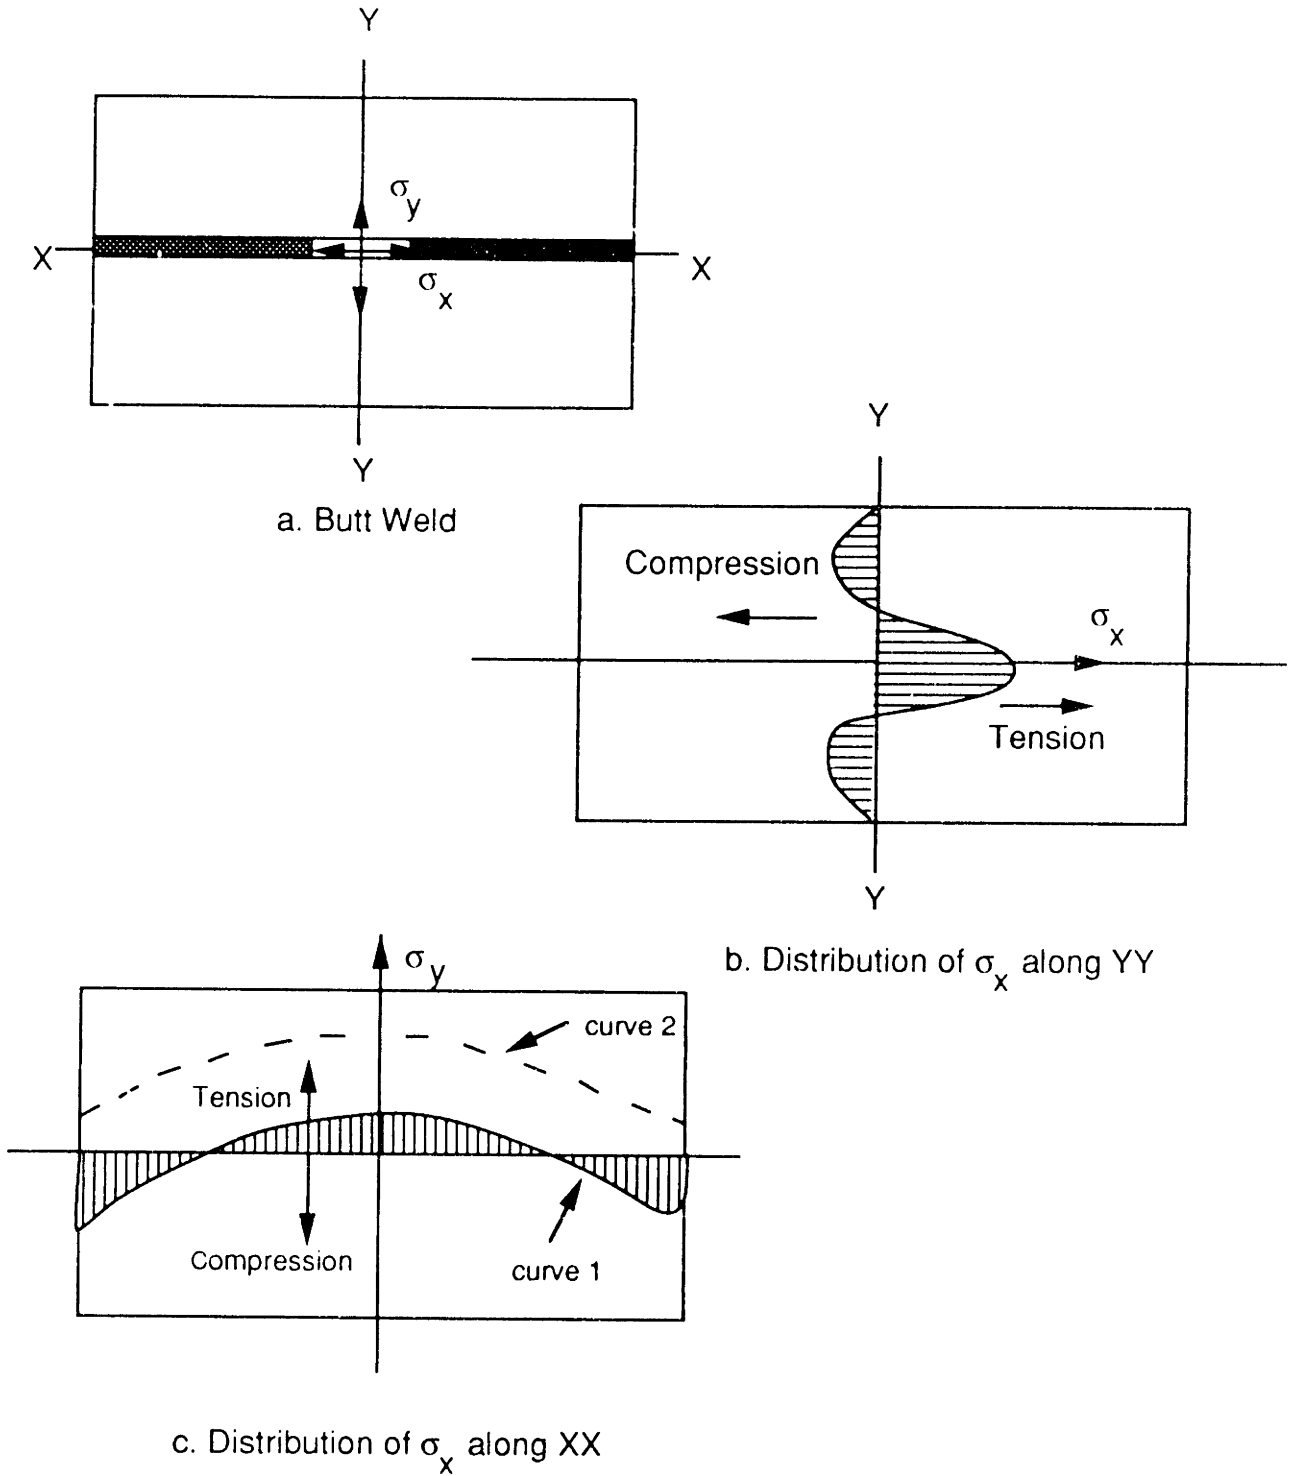 Y
σy
X
X
σx
Y
a. Butt Weld
Y
Compression
σx
Tension
Y
b. Distribution of σx along YY
σy
curve 2
Tension
Compression
curve 1
c. Distribution of σx along XX